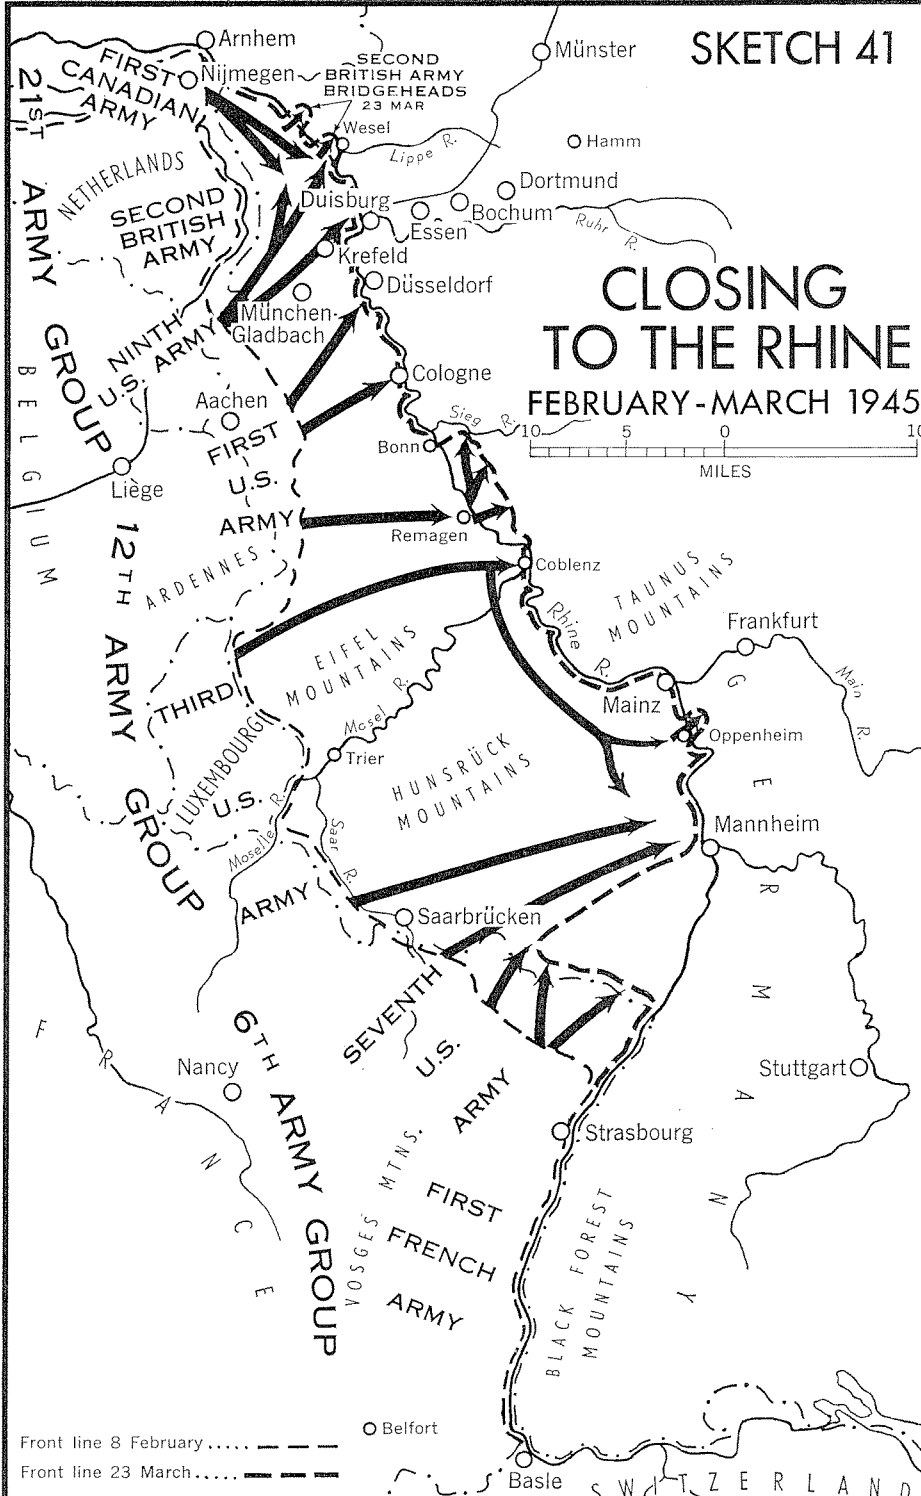 SKETCH 41
CLOSING
TO THE RHINE
FEBRUARY-MARCH 1945
10 5 0 10
MILES
Arnhem
Nijmegen
FIRST
CANADIAN
ARMY
SECOND
BRITISH ARMY
BRIDGEHEADS
23 MAR
Münster
Wesel
Lippe R.
Hamm
21ST ARMY GROUP
NETHERLANDS
SECOND
BRITISH
ARMY
Duisburg
Dortmund
Bochum
Essen
Ruhr R.
Krefeld
Düsseldorf
München-
Gladbach
NINTH
U.S. ARMY
BELGIUM
Cologne
Aachen
Sieg R.
Bonn
FIRST
U.S.
ARMY
Liège
Remagen
12TH ARMY GROUP
ARDENNES
Coblenz
TAUNUS
MOUNTAINS
Rhine R.
Frankfurt
EIFEL
MOUNTAINS
Main R.
Mainz
THIRD
U.S.
ARMY
Mosel R.
Oppenheim
LUXEMBOURG
Trier
HUNSRÜCK
MOUNTAINS
GERMANY
Moselle R.
Saar R.
Mannheim
Saarbrücken
SEVENTH
U.S.
ARMY
6TH ARMY GROUP
FRANCE
Nancy
Stuttgart
Strasbourg
VOSGES MTNS.
FIRST
FRENCH
ARMY
BLACK FOREST
MOUNTAINS
Belfort
Basle
SWITZERLAND
Front line 8 February.....
Front line 23 March.....